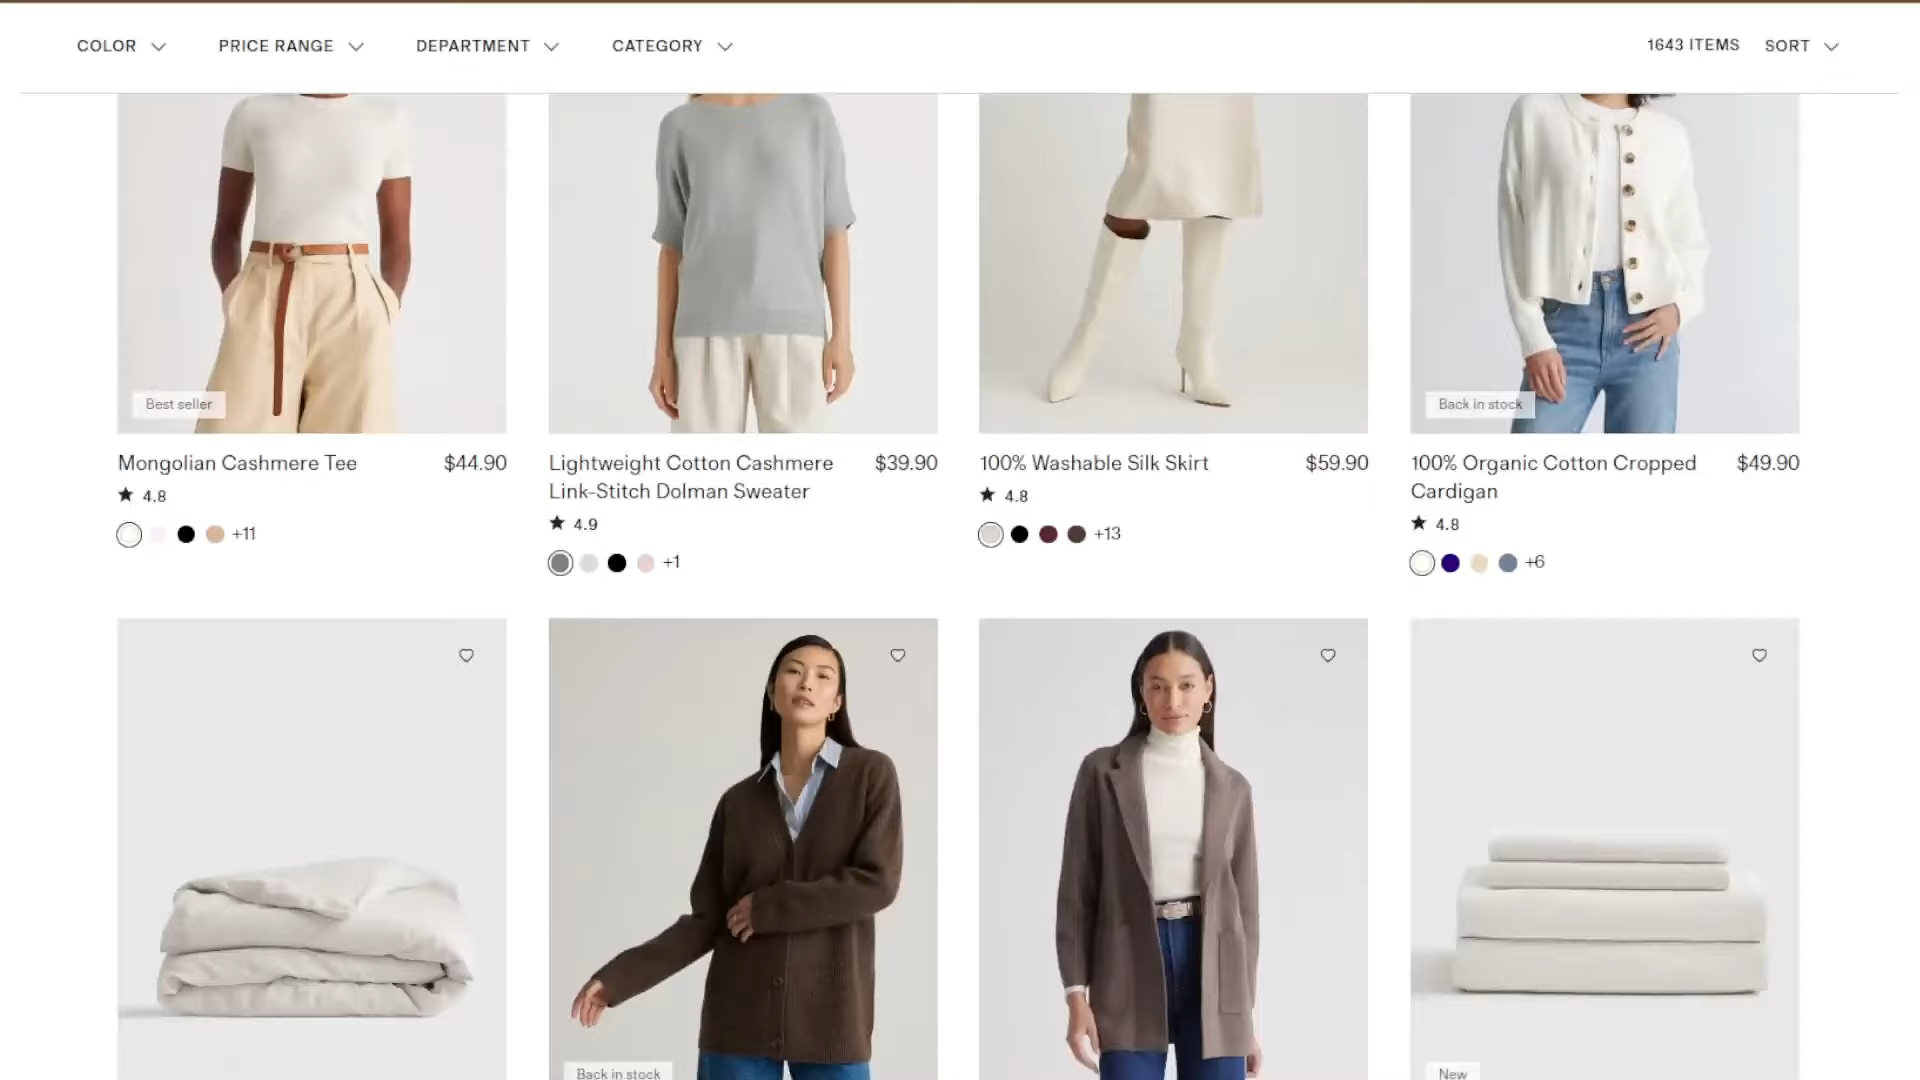 COLOR PRICE RANGE DEPARTMENT CATEGORY 1643 ITEMS SORT
Best seller
Back in stock
Mongolian Cashmere Tee $44.90
★ 4.8
+11
Lightweight Cotton Cashmere $39.90
Link-Stitch Dolman Sweater
★ 4.9
+1
100% Washable Silk Skirt $59.90
★ 4.8
+13
100% Organic Cotton Cropped $49.90
Cardigan
★ 4.8
+6
Back in stock
New